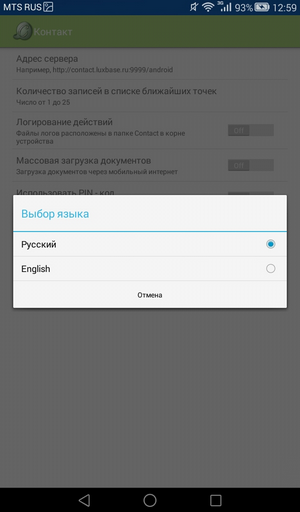 MTS RUS 3G 93% 12:59
Контакт
Адрес сервера
Например, http://contact.luxbase.ru:9999/android
Количество записей в списке ближайших точек
Число от 1 до 25
Логирование действий
Файлы логов расположены в папке Contact в корне
устройства
Off
Массовая загрузка документов
Загрузка документов через мобильный интернет
Off
Использовать PIN - код
Выбор языка
Русский
English
Отмена